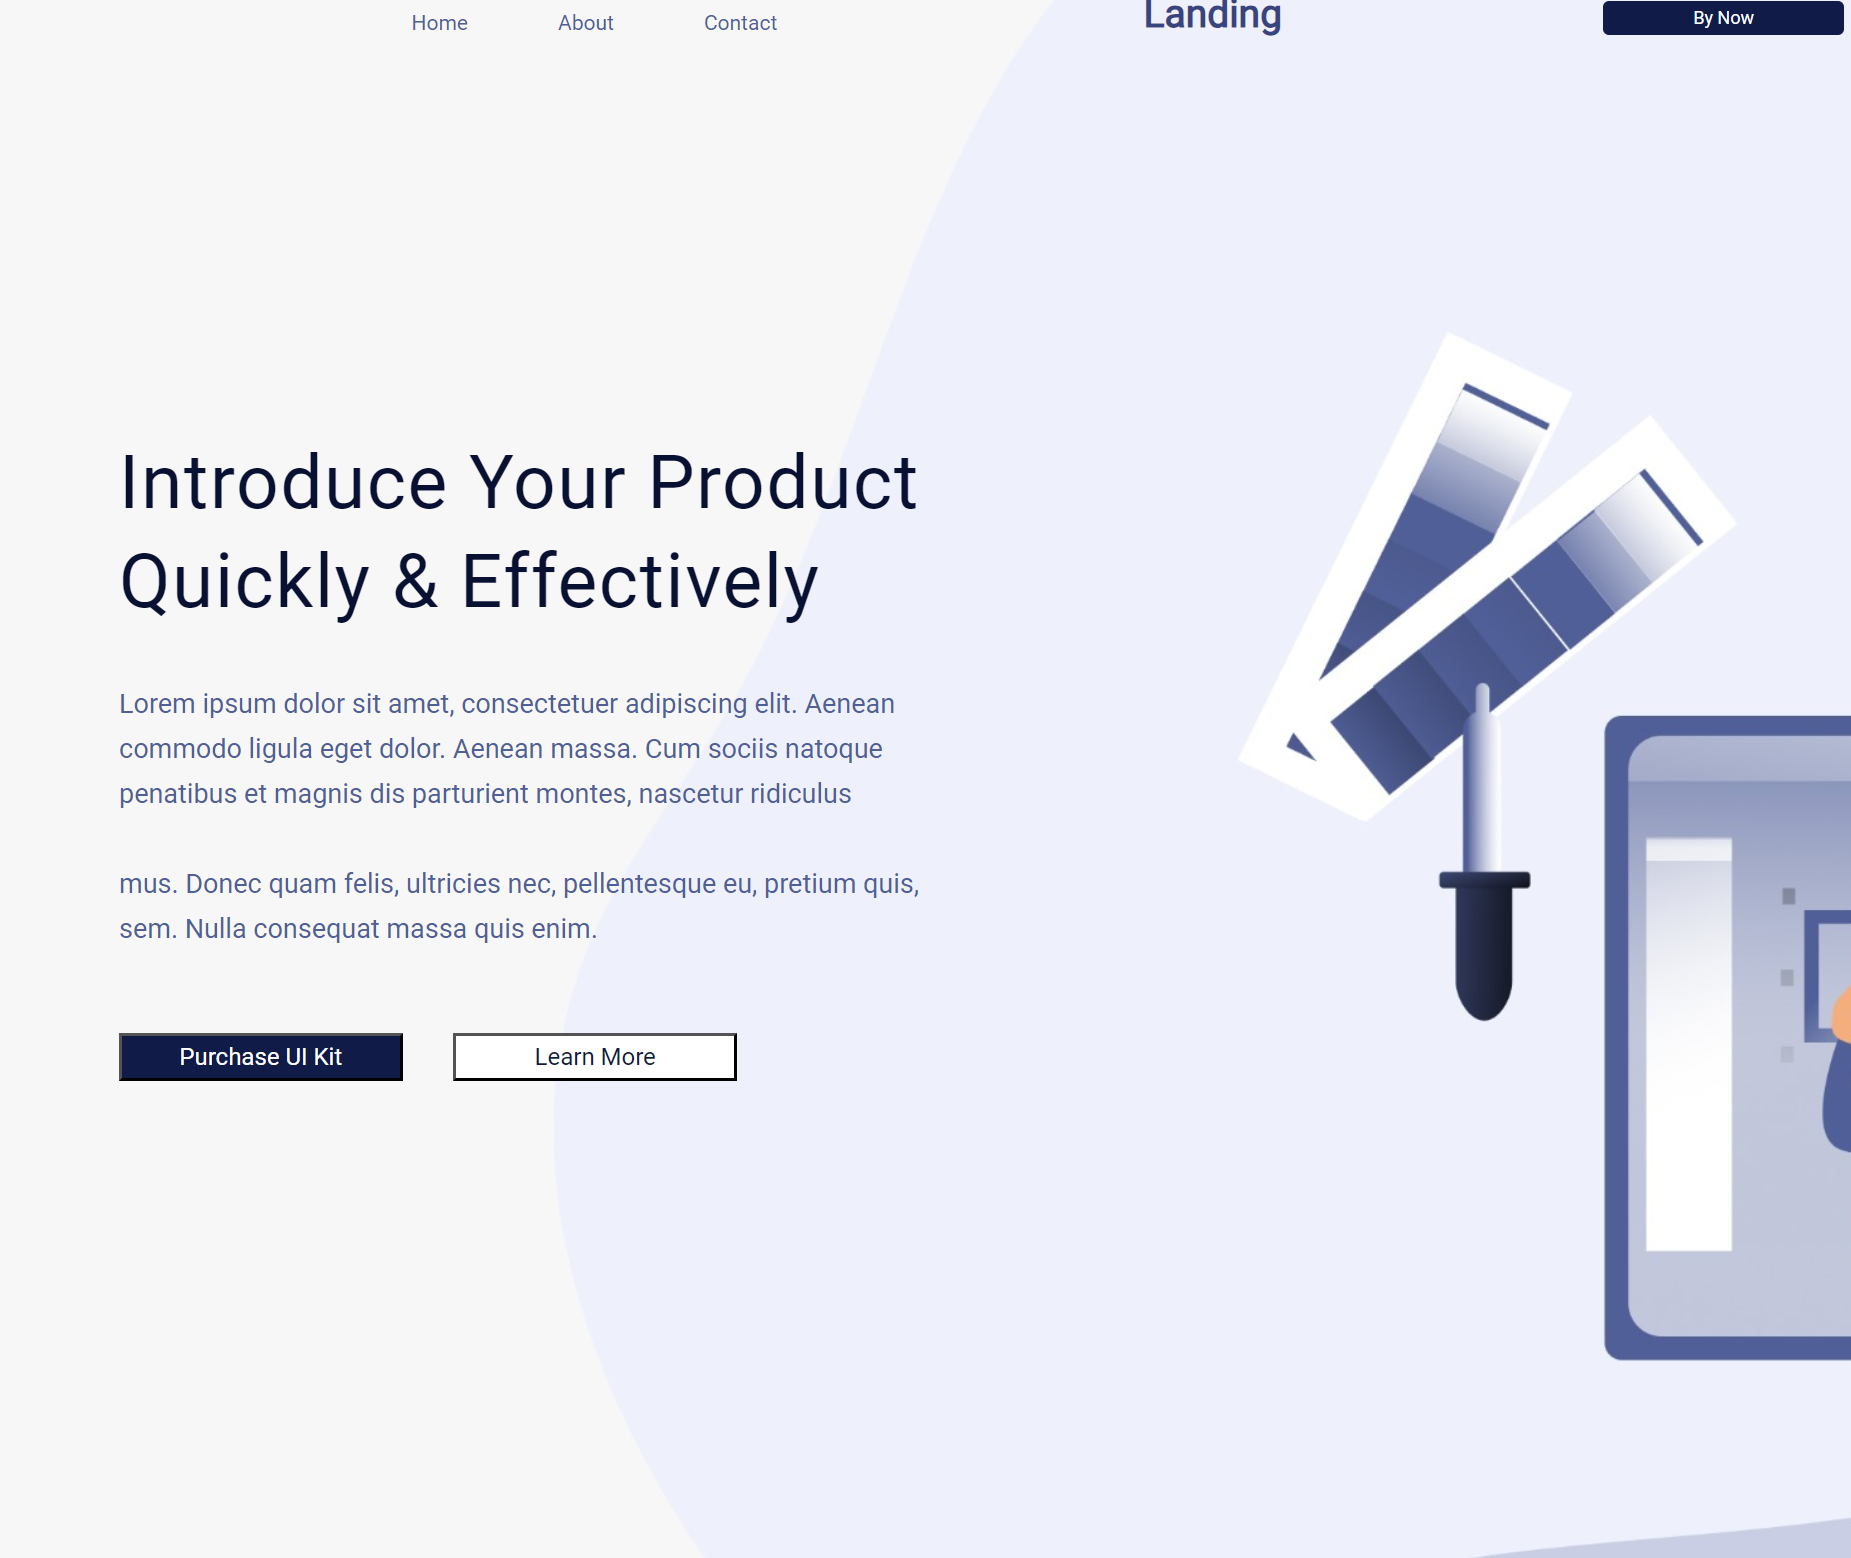 Home About Contact Landing By Now
Introduce Your Product
Quickly & Effectively
Lorem ipsum dolor sit amet, consectetuer adipiscing elit. Aenean
commodo ligula eget dolor. Aenean massa. Cum sociis natoque
penatibus et magnis dis parturient montes, nascetur ridiculus
mus. Donec quam felis, ultricies nec, pellentesque eu, pretium quis,
sem. Nulla consequat massa quis enim.
Purchase UI Kit Learn More